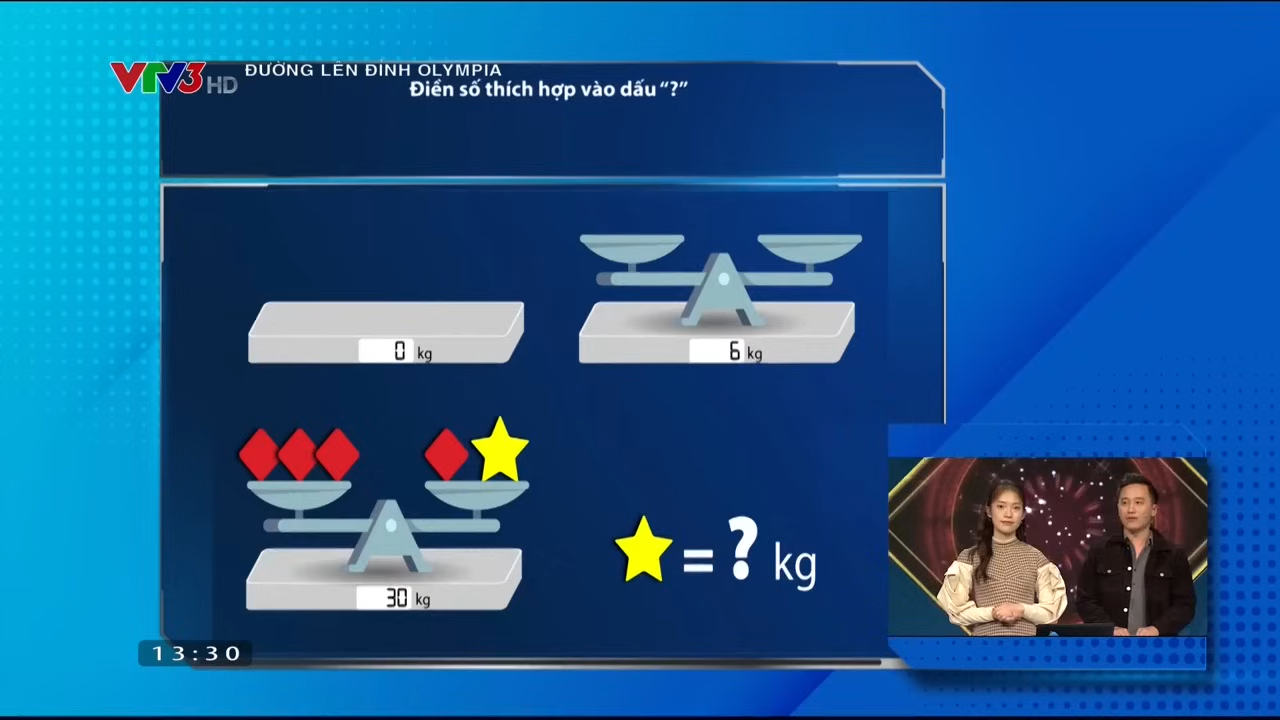 VTV3 HD
ĐƯỜNG LÊN ĐỈNH OLYMPIA
Điền số thích hợp vào dấu “?”
0 kg
6 kg
30 kg
= ? kg
13:30